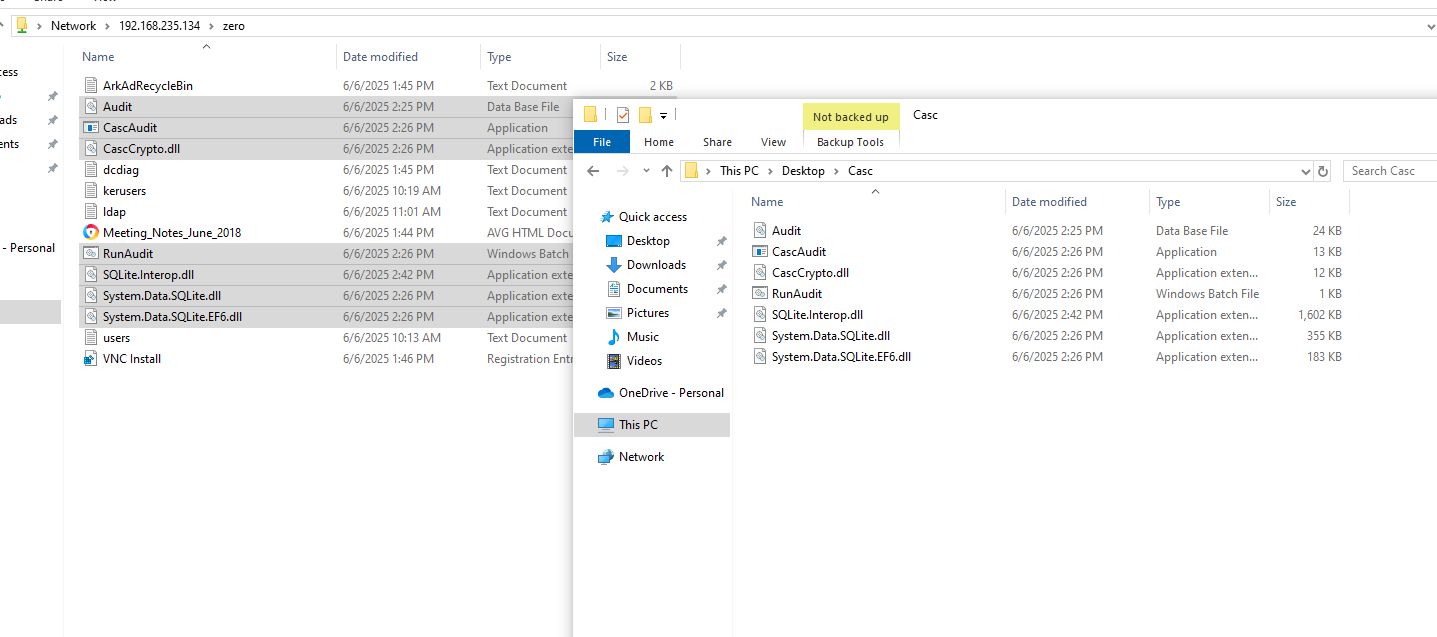 Network > 192.168.235.134 > zero
Name Date modified Type Size
ArkAdRecycleBin 6/6/2025 1:45 PM Text Document 2 KB
Audit 6/6/2025 2:25 PM Data Base File
CascAudit 6/6/2025 2:26 PM Application
CascCrypto.dll 6/6/2025 2:26 PM Application exte
dcdiag 6/6/2025 1:45 PM Text Document
kerusers 6/6/2025 10:19 AM Text Document
ldap 6/6/2025 11:01 AM Text Document
Meeting_Notes_June_2018 6/6/2025 1:44 PM AVG HTML Docu
RunAudit 6/6/2025 2:26 PM Windows Batch
SQLite.Interop.dll 6/6/2025 2:42 PM Application exte
System.Data.SQLite.dll 6/6/2025 2:26 PM Application exte
System.Data.SQLite.EF6.dll 6/6/2025 2:26 PM Application exte
users 6/6/2025 10:13 AM Text Document
VNC Install 6/6/2025 1:46 PM Registration Entr
cess
ads
ents
- Personal
Not backed up Casc
File Home Share View Backup Tools
This PC > Desktop > Casc Search Casc
Quick access
Desktop
Downloads
Documents
Pictures
Music
Videos
OneDrive - Personal
This PC
Network
Name Date modified Type Size
Audit 6/6/2025 2:25 PM Data Base File 24 KB
CascAudit 6/6/2025 2:26 PM Application 13 KB
CascCrypto.dll 6/6/2025 2:26 PM Application exten... 12 KB
RunAudit 6/6/2025 2:26 PM Windows Batch File 1 KB
SQLite.Interop.dll 6/6/2025 2:42 PM Application exten... 1,602 KB
System.Data.SQLite.dll 6/6/2025 2:26 PM Application exten... 355 KB
System.Data.SQLite.EF6.dll 6/6/2025 2:26 PM Application exten... 183 KB